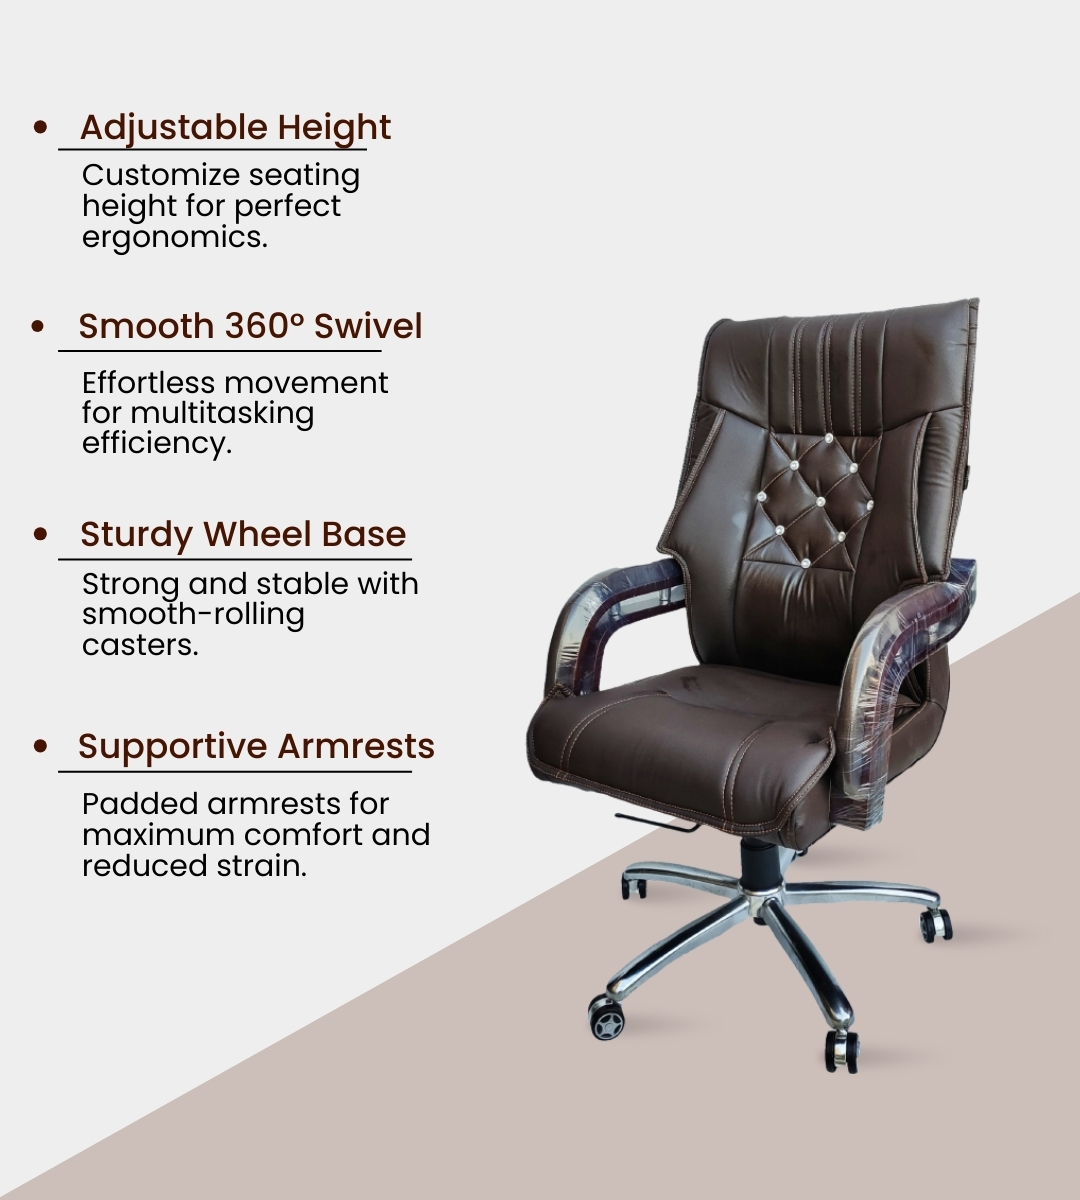 • Adjustable Height
Customize seating
height for perfect
ergonomics.
• Smooth 360° Swivel
Effortless movement
for multitasking
efficiency.
• Sturdy Wheel Base
Strong and stable with
smooth-rolling
casters.
• Supportive Armrests
Padded armrests for
maximum comfort and
reduced strain.